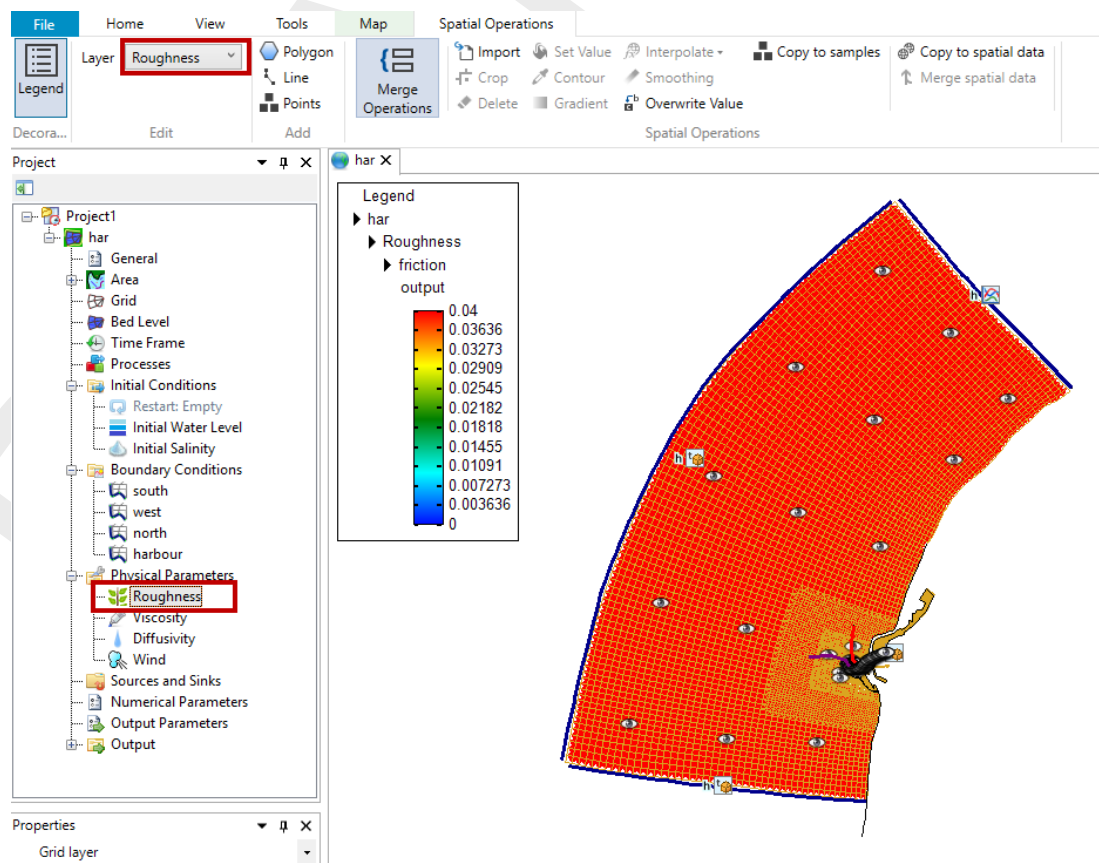 File Home View Tools Map Spatial Operations
Legend
Layer Roughness
Polygon
Line
Points
Merge Operations
Import Set Value Interpolate
Crop Contour Smoothing
Delete Gradient Overwrite Value
Copy to samples
Copy to spatial data
Merge spatial data
Decora... Edit Add Spatial Operations
Project
har
Project1
har
General
Area
Grid
Bed Level
Time Frame
Processes
Initial Conditions
Restart: Empty
Initial Water Level
Initial Salinity
Boundary Conditions
south
west
north
harbour
Physical Parameters
Roughness
Viscosity
Diffusivity
Wind
Sources and Sinks
Numerical Parameters
Output Parameters
Output
Properties
Grid layer
Legend
har
Roughness
friction
output
0.04
0.03636
0.03273
0.02909
0.02545
0.02182
0.01818
0.01455
0.01091
0.007273
0.003636
0
h
h t
h t